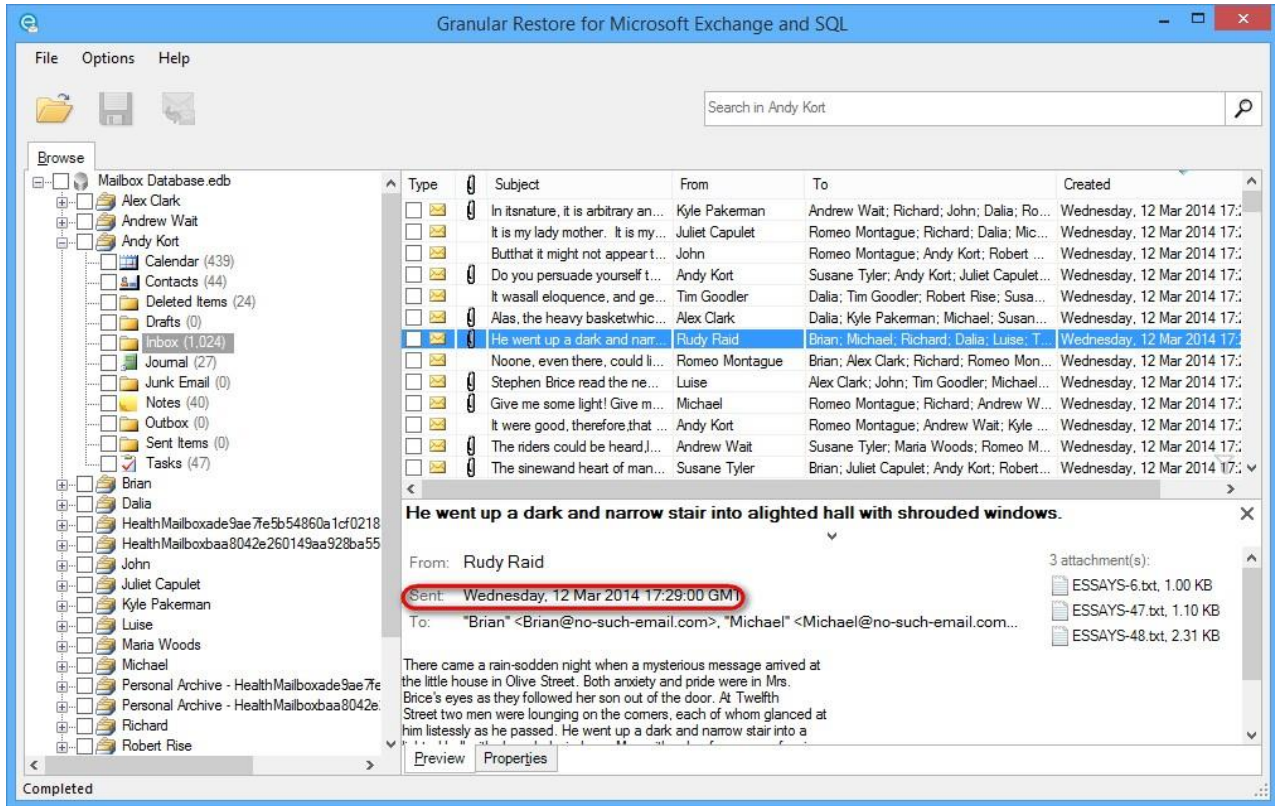 Granular Restore for Microsoft Exchange and SQL
File Options Help
Search in Andy Kort
Browse
Mailbox Database.edb
Alex Clark
Andrew Wait
Andy Kort
Calendar (439)
Contacts (44)
Deleted Items (24)
Drafts (0)
Inbox (1,024)
Journal (27)
Junk Email (0)
Notes (40)
Outbox (0)
Sent Items (0)
Tasks (47)
Brian
Dalia
HealthMailboxade9ae7fe5b54860a1cf0218
HealthMailboxbaa8042e260149aa928ba55
John
Juliet Capulet
Kyle Pakerman
Luise
Maria Woods
Michael
Personal Archive - HealthMailboxade9ae7fe
Personal Archive - HealthMailboxbaa8042e
Richard
Robert Rise
Type Subject From To Created
In itsnature, it is arbitrary an... Kyle Pakerman Andrew Wait; Richard; John; Dalia; Ro... Wednesday, 12 Mar 2014 17:2
It is my lady mother. It is my... Juliet Capulet Romeo Montague; Richard; Dalia; Mic... Wednesday, 12 Mar 2014 17:2
Butthat it might not appear t... John Romeo Montague; Andy Kort; Robert ... Wednesday, 12 Mar 2014 17:2
Do you persuade yourself t... Andy Kort Susane Tyler; Andy Kort; Juliet Capulet... Wednesday, 12 Mar 2014 17:2
It wasall eloquence, and ge... Tim Goodler Dalia; Tim Goodler; Robert Rise; Susa... Wednesday, 12 Mar 2014 17:2
Alas, the heavy basketwhic... Alex Clark Dalia; Kyle Pakerman; Michael; Susan... Wednesday, 12 Mar 2014 17:2
He went up a dark and narr... Rudy Raid Brian; Michael; Richard; Dalia; Luise; T... Wednesday, 12 Mar 2014 17:2
Noone, even there, could li... Romeo Montague Brian; Alex Clark; Richard; Romeo Mon... Wednesday, 12 Mar 2014 17:2
Stephen Brice read the ne... Luise Alex Clark; John; Tim Goodler; Michael... Wednesday, 12 Mar 2014 17:2
Give me some light! Give m... Michael Romeo Montague; Richard; Andrew W... Wednesday, 12 Mar 2014 17:2
It were good, therefore,that ... Andy Kort Romeo Montague; Andrew Wait; Kyle ... Wednesday, 12 Mar 2014 17:2
The riders could be heard,l... Andrew Wait Susane Tyler; Maria Woods; Romeo M... Wednesday, 12 Mar 2014 17:2
The sinewand heart of man... Susane Tyler Brian; Juliet Capulet; Andy Kort; Robert... Wednesday, 12 Mar 2014 17:2
He went up a dark and narrow stair into alighted hall with shrouded windows.
From: Rudy Raid
Sent: Wednesday, 12 Mar 2014 17:29:00 GMT
To: "Brian" <Brian@no-such-email.com>, "Michael" <Michael@no-such-email.com...
3 attachment(s):
ESSAYS-6.txt, 1.00 KB
ESSAYS-47.txt, 1.10 KB
ESSAYS-48.txt, 2.31 KB
There came a rain-sodden night when a mysterious message arrived at
the little house in Olive Street. Both anxiety and pride were in Mrs.
Brice's eyes as they followed her son out of the door. At Twelfth
Street two men were lounging on the corners, each of whom glanced at
him listessly as he passed. He went up a dark and narrow stair into a
Preview Properties
Completed